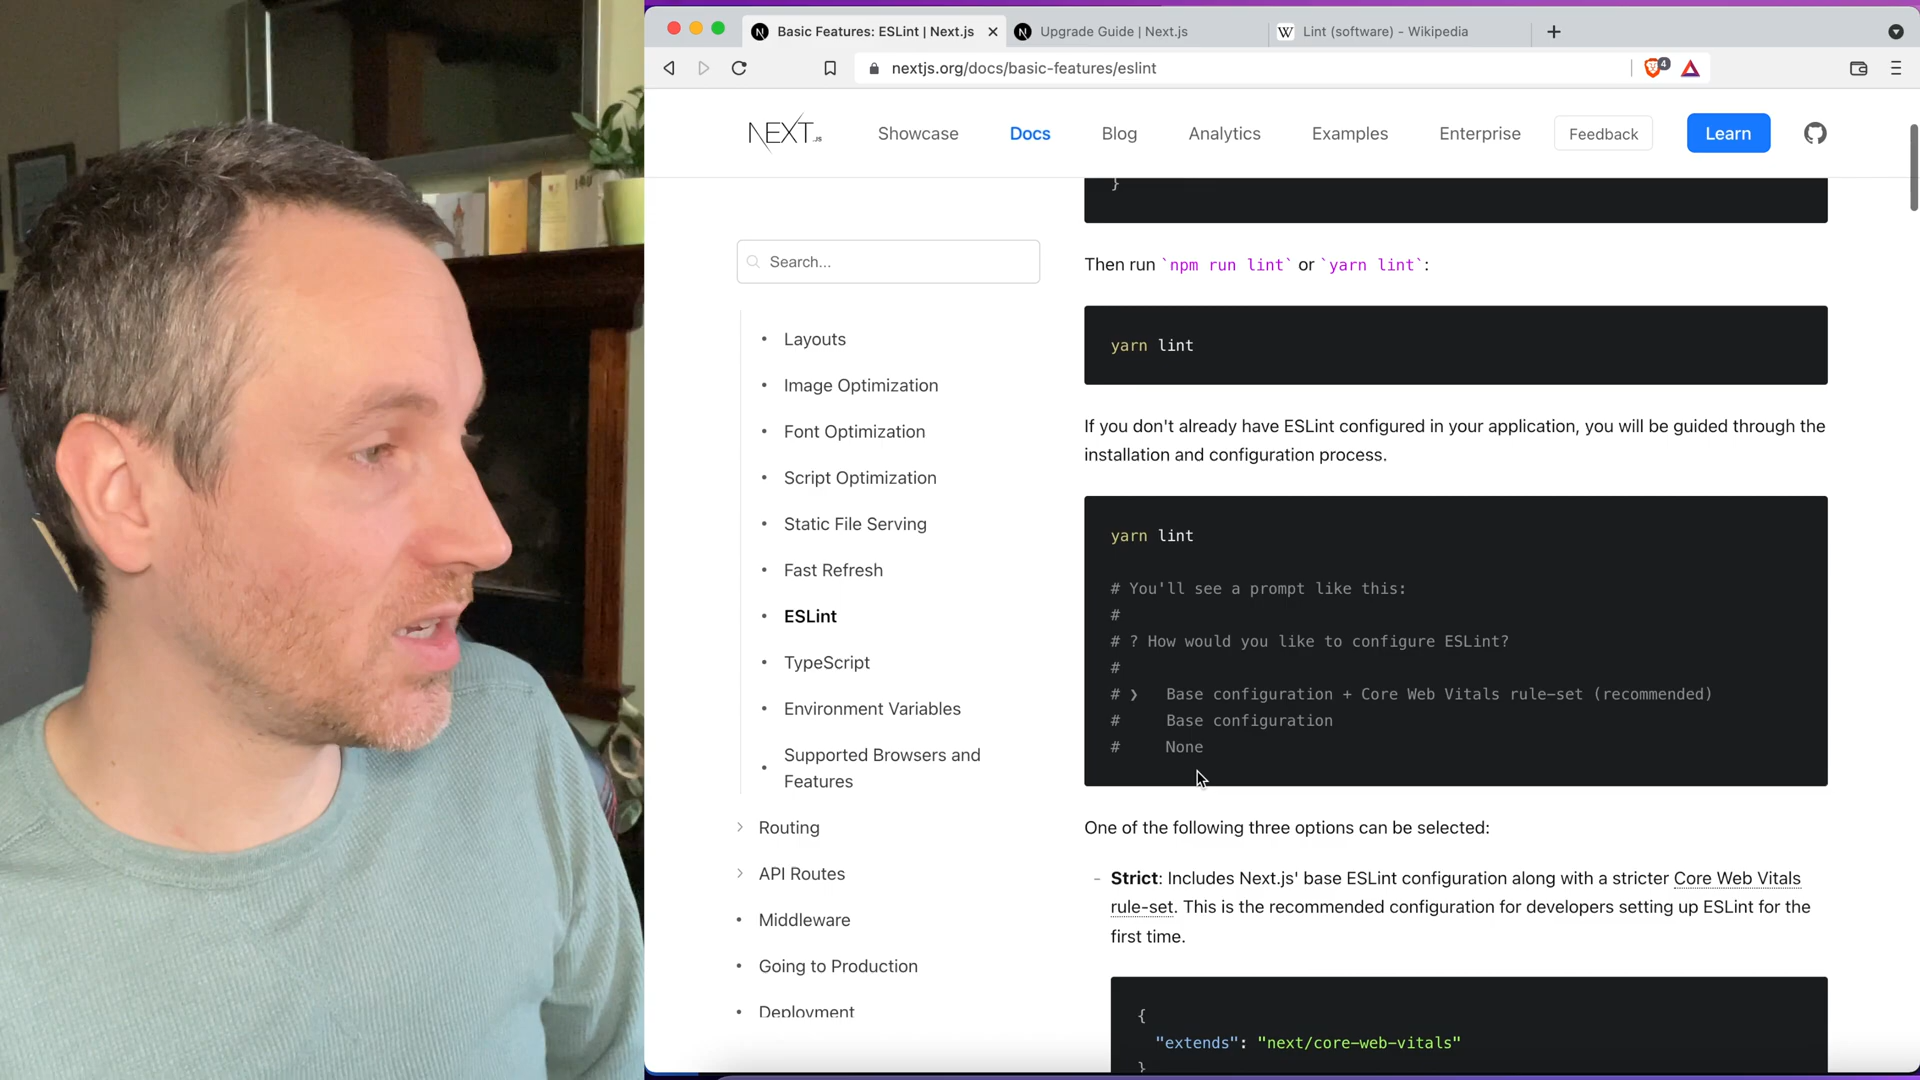 Basic Features: ESLint | Next.js
Upgrade Guide | Next.js
W Lint (software) - Wikipedia
nextjs.org/docs/basic-features/eslint
4
NEXT.JS
Showcase
Docs
Blog
Analytics
Examples
Enterprise
Feedback
Learn
Search...
Layouts
Image Optimization
Font Optimization
Script Optimization
Static File Serving
Fast Refresh
ESLint
TypeScript
Environment Variables
Supported Browsers and
Features
Routing
API Routes
Middleware
Going to Production
Deployment
}
Then run `npm run lint` or `yarn lint`:
yarn lint
If you don't already have ESLint configured in your application, you will be guided through the
installation and configuration process.
yarn lint
# You'll see a prompt like this:
#
# ? How would you like to configure ESLint?
#
# ❯ Base configuration + Core Web Vitals rule-set (recommended)
# Base configuration
# None
One of the following three options can be selected:
- Strict: Includes Next.js' base ESLint configuration along with a stricter Core Web Vitals
rule-set. This is the recommended configuration for developers setting up ESLint for the
first time.
{
"extends": "next/core-web-vitals"
}